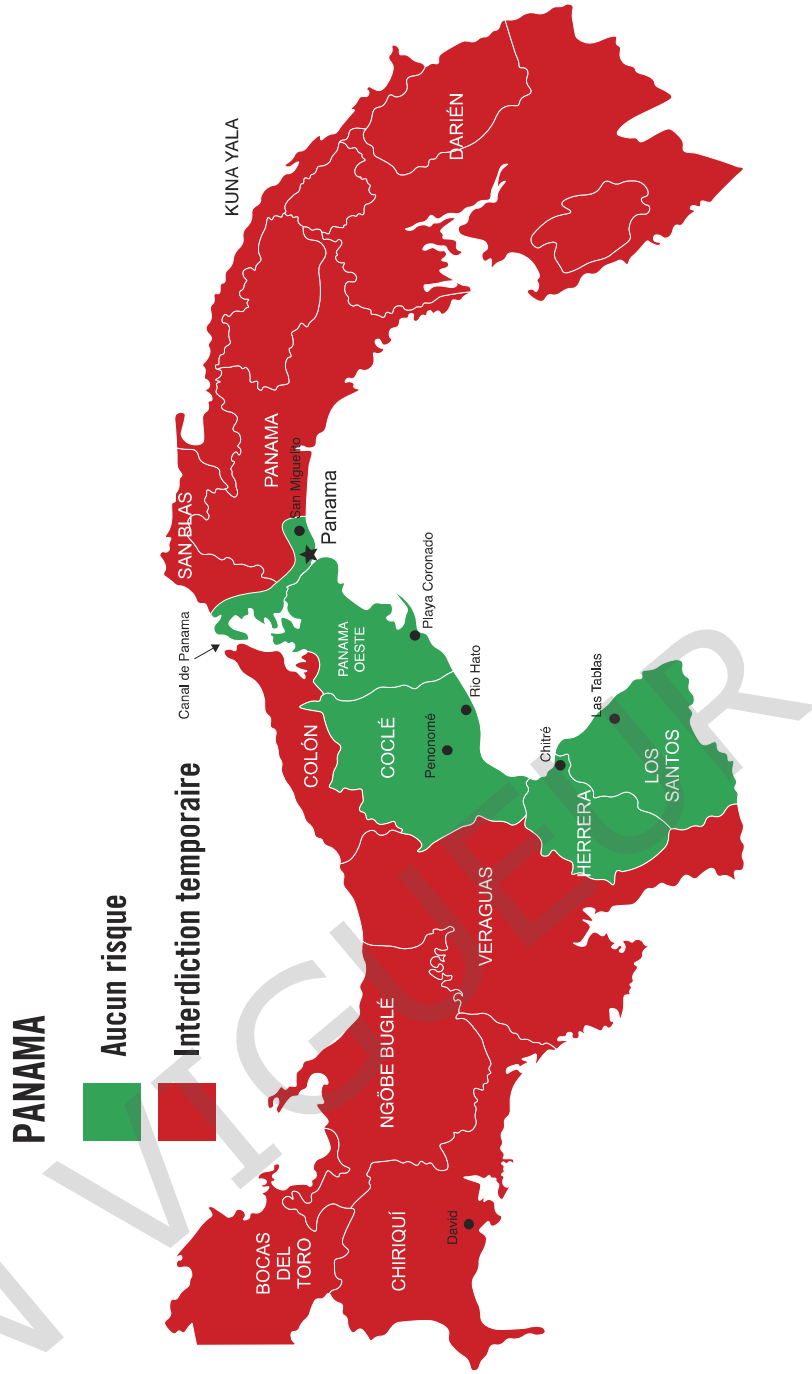 PANAMA
Aucun risque
Interdiction temporaire
BOCAS
DEL
TORO
CHIRIQUÍ
David
NGÖBE BUGLÉ
VERAGUAS
COLÓN
COCLÉ
Penonomé
Rio Hato
HERRERA
Chitré
LOS
SANTOS
Las Tablas
PANAMA
OESTE
Playa Coronado
Canal de Panama
Panama
San Miguelito
SAN BLAS
PANAMA
KUNA YALA
DARIÉN
VIGUEUR